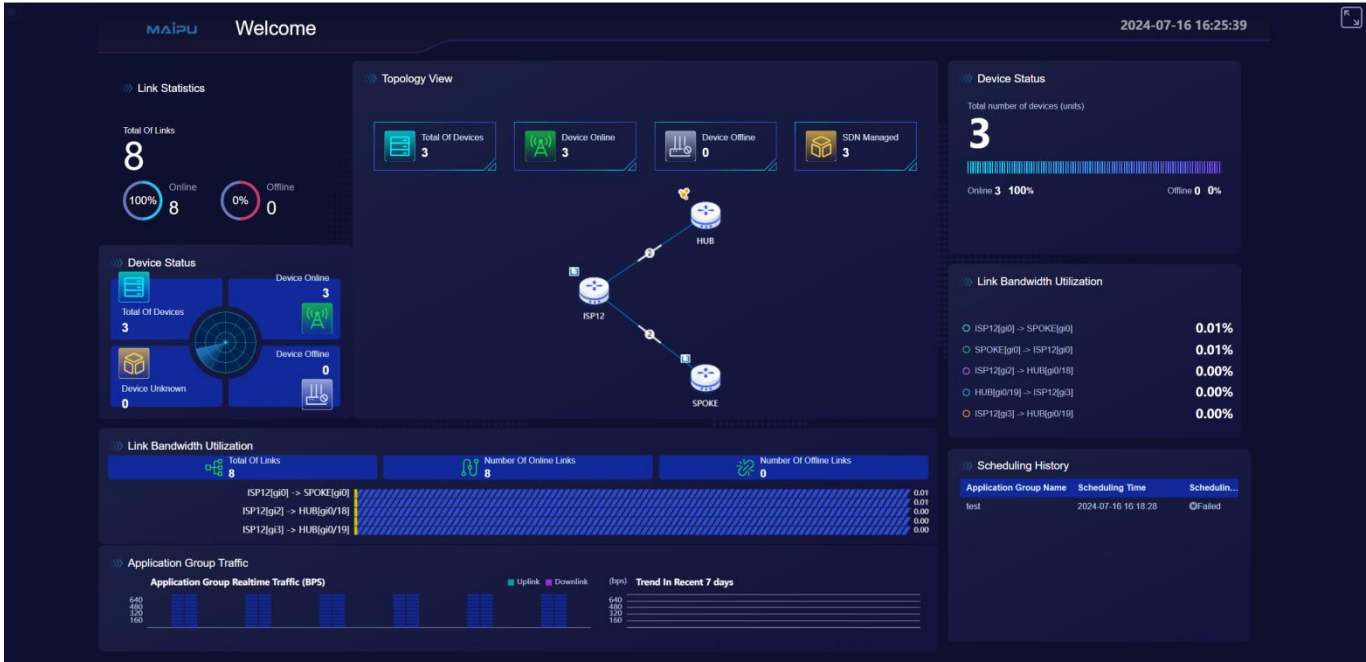 MAIPU
Welcome
2024-07-16 16:25:39
Link Statistics
Total Of Links
8
100%
Online
8
0%
Offline
0
Device Status
Total Of Devices
3
Device Online
3
Device Unknown
0
Device Offline
0
Topology View
Total Of Devices
3
Device Online
3
Device Offline
0
SDN Managed
3
HUB
2
ISP12
2
SPOKE
Device Status
Total number of devices (units)
3
Online 3 100%
Offline 0 0%
Link Bandwidth Utilization
ISP12[gi0] -> SPOKE[gi0] 0.01%
SPOKE[gi0] -> ISP12[gi0] 0.01%
ISP12[gi2] -> HUB[gi0/18] 0.00%
HUB[gi0/19] -> ISP12[gi3] 0.00%
ISP12[gi3] -> HUB[gi0/19] 0.00%
Link Bandwidth Utilization
Total Of Links
8
Number Of Online Links
8
Number Of Offline Links
0
ISP12[gi0] -> SPOKE[gi0] 0.01
0.01
ISP12[gi2] -> HUB[gi0/18] 0.00
0.00
ISP12[gi3] -> HUB[gi0/19] 0.00
Scheduling History
Application Group Name Scheduling Time Schedulin...
test 2024-07-16 16:18:28 Failed
Application Group Traffic
Application Group Realtime Traffic (BPS)
Uplink Downlink
640
480
320
160
(bps) Trend In Recent 7 days
640
480
320
160